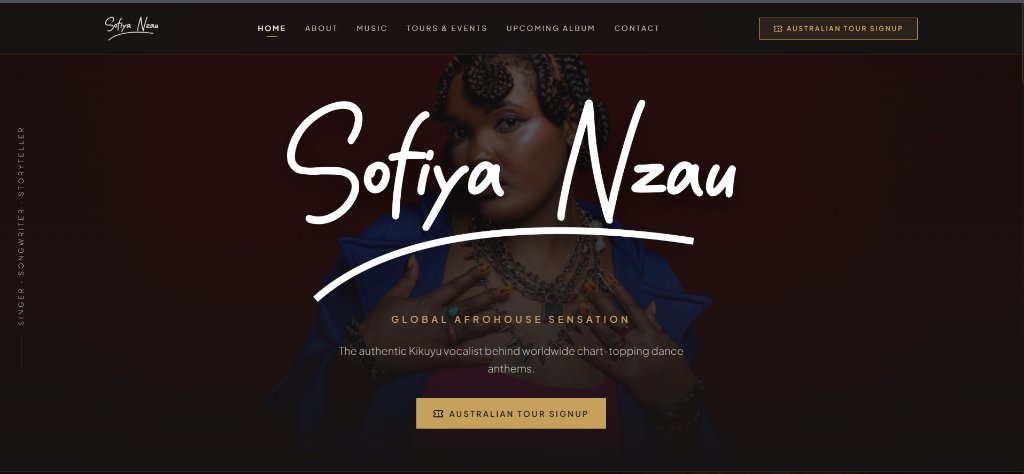 Sofiya Nzau
HOME
ABOUT
MUSIC
TOURS & EVENTS
UPCOMING ALBUM
CONTACT
AUSTRALIAN TOUR SIGNUP
SINGER · SONGWRITER · STORYTELLER
Sofiya Nzau
GLOBAL AFROHOUSE SENSATION
The authentic Kikuyu vocalist behind worldwide chart-topping dance
anthems.
AUSTRALIAN TOUR SIGNUP